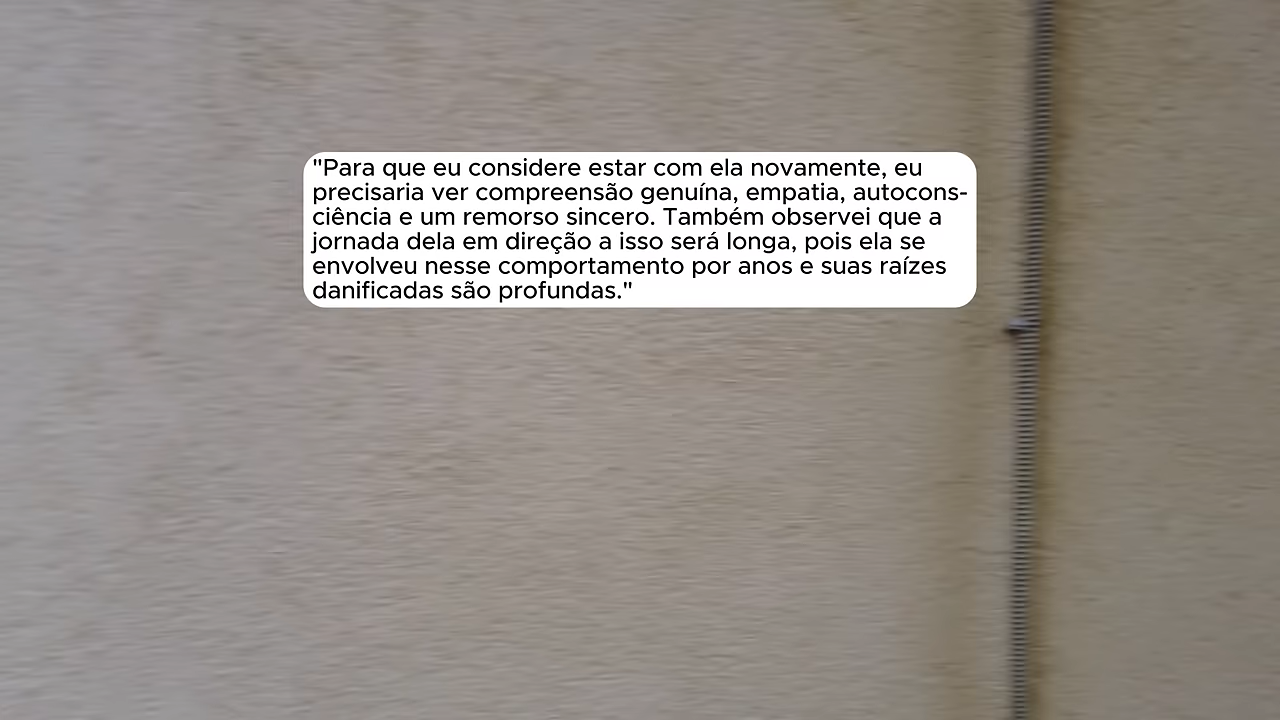 "Para que eu considere estar com ela novamente, eu
precisaria ver compreensão genuína, empatia, autocons-
ciência e um remorso sincero. Também observei que a
jornada dela em direção a isso será longa, pois ela se
envolveu nesse comportamento por anos e suas raízes
danificadas são profundas."